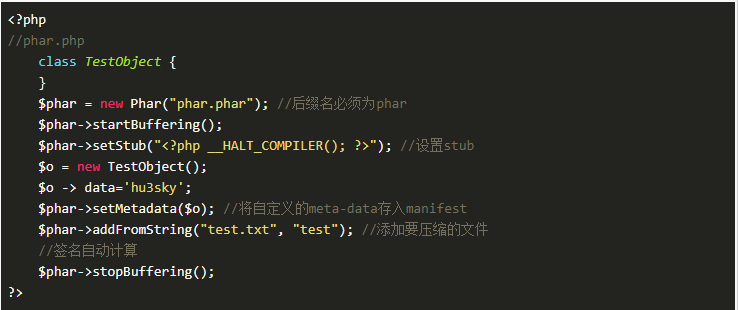 <?php
//phar.php
    class TestObject {
    }
    $phar = new Phar("phar.phar"); //后缀名必须为phar
    $phar->startBuffering();
    $phar->setStub("<?php __HALT_COMPILER(); ?>"); //设置stub
    $o = new TestObject();
    $o -> data='hu3sky';
    $phar->setMetadata($o); //将自定义的meta-data存入manifest
    $phar->addFromString("test.txt", "test"); //添加要压缩的文件
    //签名自动计算
    $phar->stopBuffering();
?>